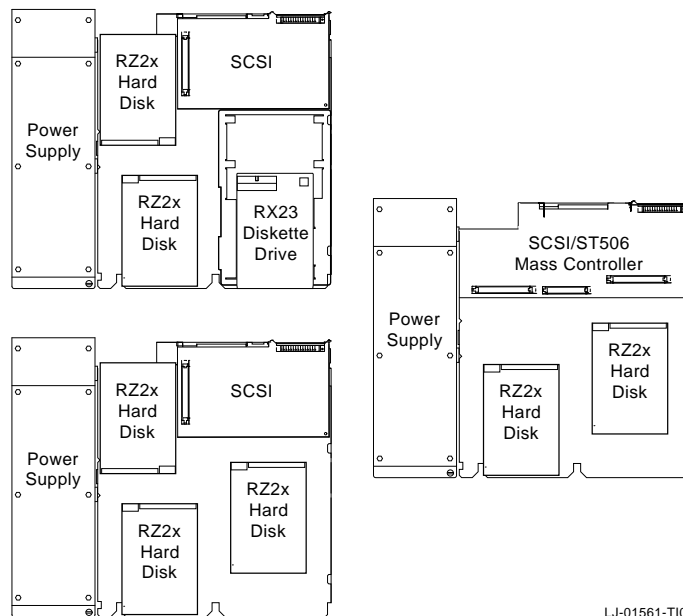 RZ2x
Hard
Disk
SCSI
Power
Supply
RZ2x
Hard
Disk
RX23
Diskette
Drive
SCSI/ST506
Mass Controller
Power
Supply
RZ2x
Hard
Disk
RZ2x
Hard
Disk
RZ2x
Hard
Disk
SCSI
Power
Supply
RZ2x
Hard
Disk
RZ2x
Hard
Disk